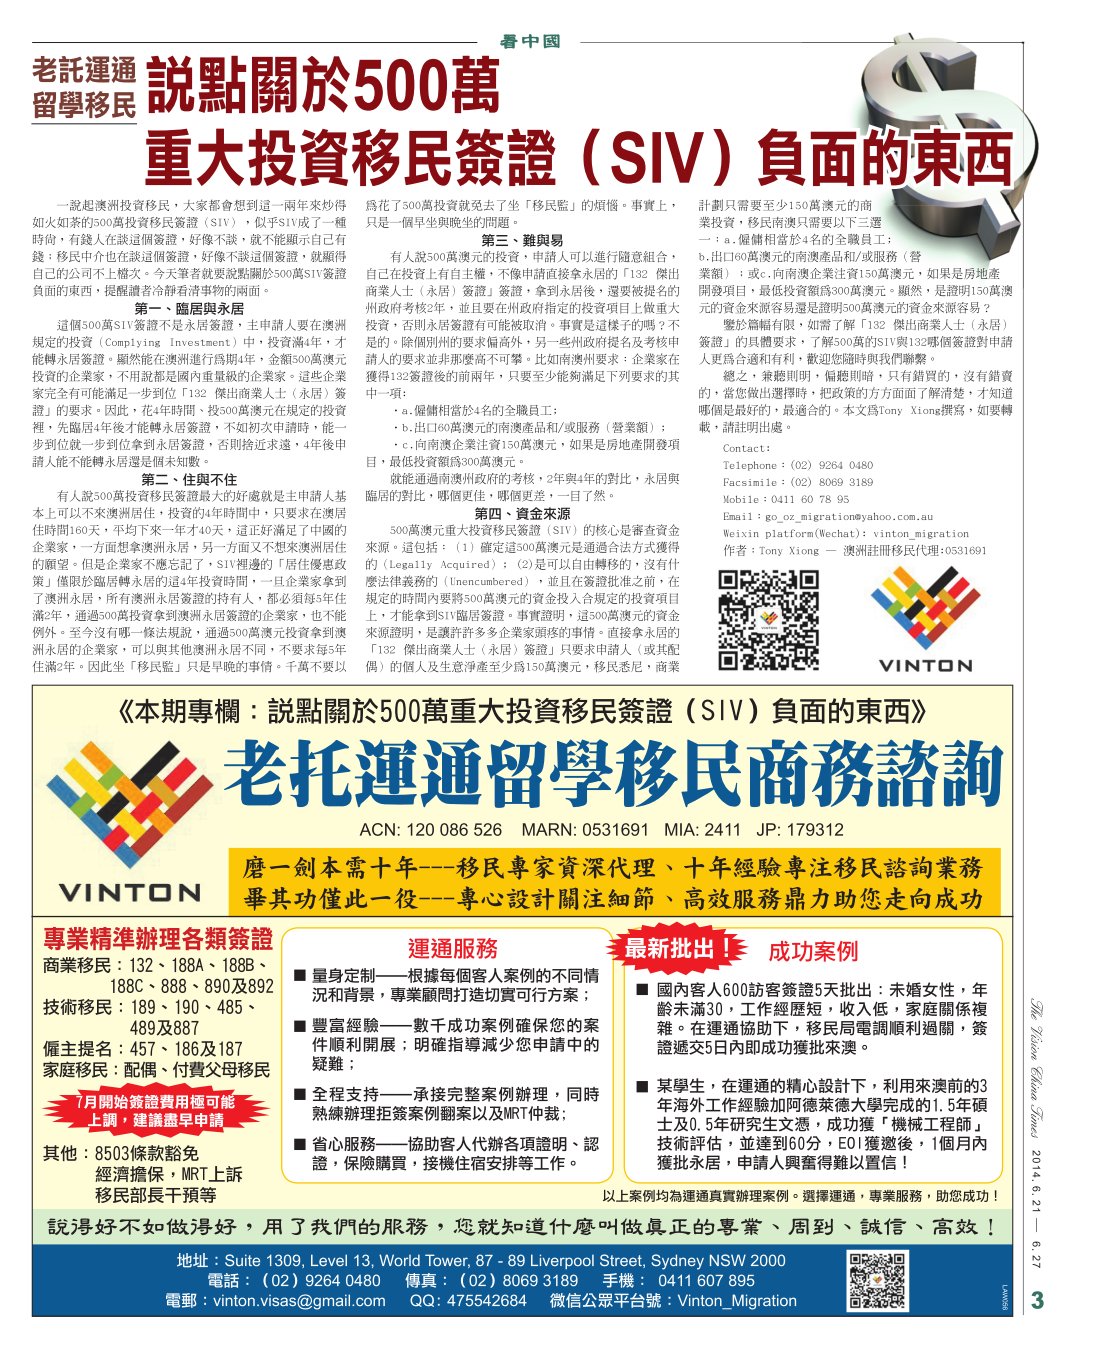 看中國
老託運通
留學移民
説點關於500萬
重大投資移民簽證（SIV）負面的東西
一說起澳洲投資移民，大家都會想到這一兩年來炒得
如火如荼的500萬投資移民簽證（SIV），似乎SIV成了一種
時尚，有錢人在談這個簽證，好像不談，就不能顯示自己有
錢；移民中介也在談這個簽證，好像不談這個簽證，就顯得
自己的公司不上檔次。今天筆者就要說點關於500萬SIV簽證
負面的東西，提醒讀者冷靜看清事物的兩面。
第一、臨居與永居
這個500萬SIV簽證不是永居簽證，主申請人要在澳洲
規定的投資（Complying Investment）中，投資滿4年，才
能轉永居簽證。顯然能在澳洲進行爲期4年，金額500萬澳元
投資的企業家，不用說都是國內重量級的企業家。這些企業
家完全有可能滿足一步到位「132 傑出商業人士（永居）簽
證」的要求。因此，花4年時間、投500萬澳元在規定的投資
裡，先臨居4年後才能轉永居簽證，不如初次申請時，能一
步到位就一步到位拿到永居簽證，否則捨近求遠，4年後申
請人能不能轉永居還是個未知數。
第二、住與不住
有人說500萬投資移民簽證最大的好處就是主申請人基
本上可以不來澳洲居住，投資的4年時間中，只要求在澳居
住時間160天，平均下來一年才40天，這正好滿足了中國的
企業家，一方面想拿澳洲永居，另一方面又不想來澳洲居住
的願望。但是企業家不應忘記了，SIV裡邊的「居住優惠政
策」僅限於臨居轉永居的這4年投資時間，一旦企業家拿到
了澳洲永居，所有澳洲永居簽證的持有人，都必須每5年住
滿2年，通過500萬投資拿到澳洲永居簽證的企業家，也不能
例外。至今沒有哪一條法規說，通過500萬澳元投資拿到澳
洲永居的企業家，可以與其他澳洲永居不同，不要求每5年
住滿2年。因此坐「移民監」只是早晚的事情。千萬不要以
爲花了500萬投資就免去了坐「移民監」的煩惱。事實上，
只是一個早坐與晚坐的問題。
第三、難與易
有人說500萬澳元的投資，申請人可以進行隨意組合，
自己在投資上有自主權，不像申請直接拿永居的「132 傑出
商業人士（永居）簽證」簽證，拿到永居後，還要被提名的
州政府考核2年，並且要在州政府指定的投資項目上做重大
投資，否則永居簽證有可能被取消。事實是這樣子的嗎？不
是的。除個別州的要求偏高外，另一些州政府提名及考核申
請人的要求並非那麼高不可攀。比如南澳州要求：企業家在
獲得132簽證後的前兩年，只要至少能夠滿足下列要求的其
中一項：
·a.僱傭相當於4名的全職員工；
·b.出口60萬澳元的南澳產品和/或服務（營業額）；
·c.向南澳企業注資150萬澳元，如果是房地產開發項
目，最低投資額爲300萬澳元。
就能通過南澳州政府的考核，2年與4年的對比，永居與
臨居的對比，哪個更佳，哪個更差，一目了然。
第四、資金來源
500萬澳元重大投資移民簽證（SIV）的核心是審查資金
來源。這包括：（1）確定這500萬澳元是通過合法方式獲得
的（Legally Acquired）；（2)是可以自由轉移的，沒有什
麼法律義務的（Unencumbered），並且在簽證批准之前，在
規定的時間內要將500萬澳元的資金投入合規定的投資項目
上，才能拿到SIV臨居簽證。事實證明，這500萬澳元的資金
來源證明，是讓許許多多企業家頭疼的事情。直接拿永居的
「132 傑出商業人士（永居）簽證」只要求申請人（或其配
偶）的個人及生意淨產至少爲150萬澳元，移民悉尼，商業
計劃只需要至少150萬澳元的商
業投資，移民南澳只需要以下三選
一：a.僱傭相當於4名的全職員工；
b.出口60萬澳元的南澳產品和/或服務（營
業額）；或c.向南澳企業注資150萬澳元，如果是房地產
開發項目，最低投資額爲300萬澳元。顯然，是證明150萬澳
元的資金來源容易還是證明500萬澳元的資金來源容易？
鑒於篇幅有限，如需了解「132 傑出商業人士（永居）
簽證」的具體要求，了解500萬的SIV與132哪個簽證對申請
人更爲合適和有利，歡迎您隨時與我們聯繫。
總之，兼聽則明，偏聽則暗，只有錯買的，沒有錯賣
的，當您做出選擇時，把政策的方方面面了解清楚，才知道
哪個是最好的，最適合的。本文爲Tony Xiong撰寫，如要轉
載，請註明出處。
Contact:
Telephone：(02) 9264 0480
Facsimile：(02) 8069 3189
Mobile：0411 60 78 95
Email：go_oz_migration@yahoo.com.au
Weixin platform(Wechat): vinton_migration
作者：Tony Xiong — 澳洲註冊移民代理:0531691
VINTON
VINTON
《本期專欄：説點關於500萬重大投資移民簽證（SIV）負面的東西》
老托運通留學移民商務諮詢
ACN: 120 086 526 MARN: 0531691 MIA: 2411 JP: 179312
VINTON
磨一劍本需十年---移民專家資深代理、十年經驗專注移民諮詢業務
畢其功僅此一役---專心設計關注細節、高效服務鼎力助您走向成功
專業精準辦理各類簽證
商業移民：132、188A、188B、
188C、888、890及892
技術移民：189、190、485、
489及887
僱主提名：457、186及187
家庭移民：配偶、付費父母移民
7月開始簽證費用極可能
上調，建議盡早申請
其他：8503條款豁免
經濟擔保，MRT上訴
移民部長干預等
運通服務
■ 量身定制——根據每個客人案例的不同情
況和背景，專業顧問打造切實可行方案；
■ 豐富經驗——數千成功案例確保您的案
件順利開展；明確指導減少您申請中的
疑難；
■ 全程支持——承接完整案例辦理，同時
熟練辦理拒簽案例翻案以及MRT仲裁;
■ 省心服務——協助客人代辦各項證明、認
證，保險購買，接機住宿安排等工作。
最新批出！ 成功案例
■ 國內客人600訪客簽證5天批出：未婚女性，年
齡未滿30，工作經歷短，收入低，家庭關係複
雜。在運通協助下，移民局電調順利過關，簽
證遞交5日內即成功獲批來澳。
■ 某學生，在運通的精心設計下，利用來澳前的3
年海外工作經驗加阿德萊德大學完成的1.5年碩
士及0.5年研究生文憑，成功獲「機械工程師」
技術評估，並達到60分，EOI獲邀後，1個月內
獲批永居，申請人興奮得難以置信！
以上案例均為運通真實辦理案例。選擇運通，專業服務，助您成功！
說得好不如做得好，用了我們的服務，您就知道什麼叫做真正的專業、周到、誠信、高效！
地址：Suite 1309, Level 13, World Tower, 87 - 89 Liverpool Street, Sydney NSW 2000
電話：（02）9264 0480 傳真：（02）8069 3189 手機： 0411 607 895
電郵：vinton.visas@gmail.com QQ: 475542684 微信公眾平台號：Vinton_Migration
LAW056
The Vision China Times 2014.6.21 — 6.27
3